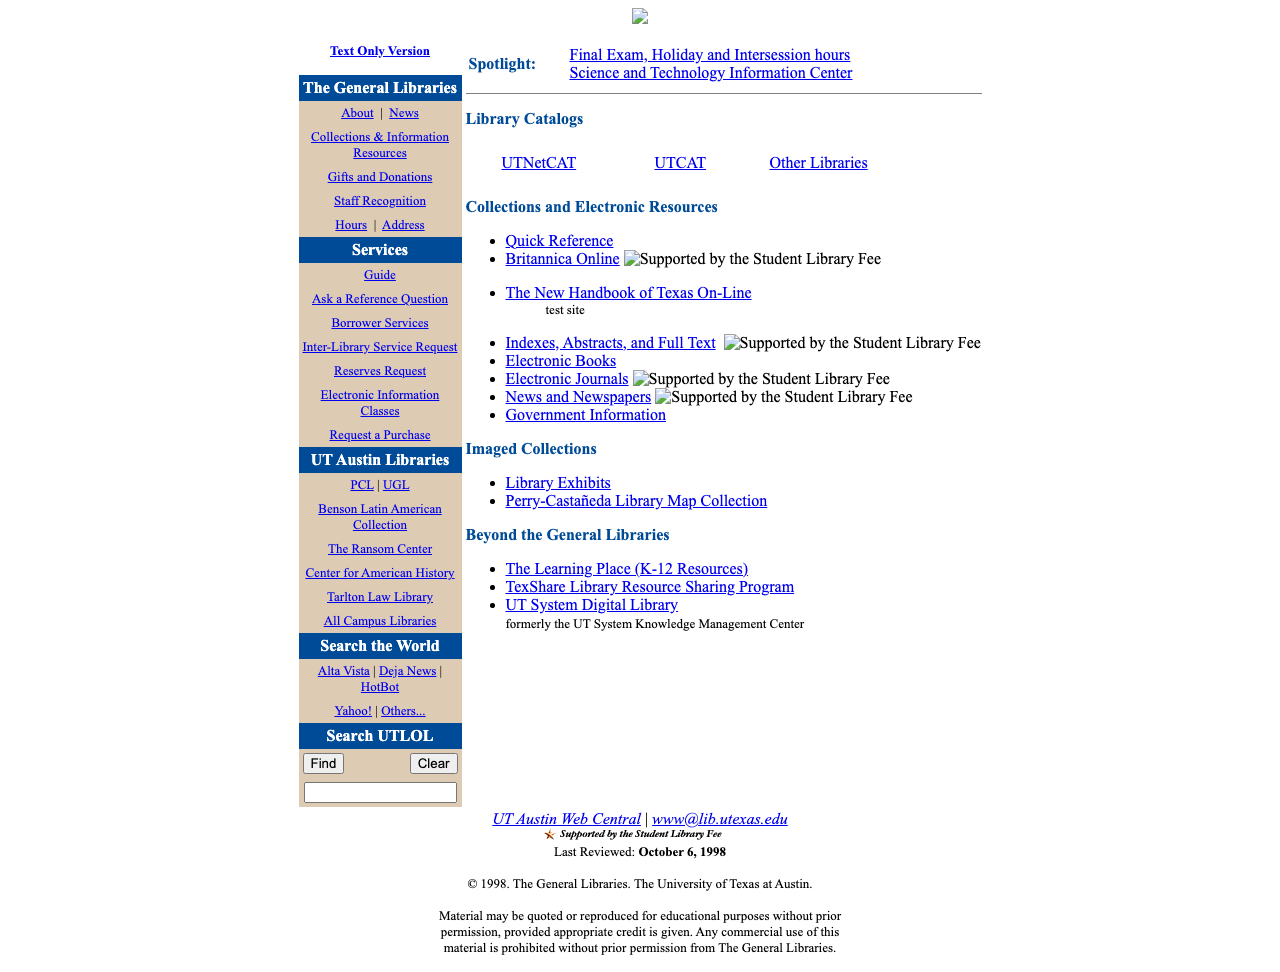 Text Only Version
The General Libraries
About | News
Collections & Information
Resources
Gifts and Donations
Staff Recognition
Hours | Address
Services
Guide
Ask a Reference Question
Borrower Services
Inter-Library Service Request
Reserves Request
Electronic Information
Classes
Request a Purchase
UT Austin Libraries
PCL | UGL
Benson Latin American
Collection
The Ransom Center
Center for American History
Tarlton Law Library
All Campus Libraries
Search the World
Alta Vista | Deja News |
HotBot
Yahoo! | Others...
Search UTLOL
Find Clear
Spotlight:
Final Exam, Holiday and Intersession hours
Science and Technology Information Center
Library Catalogs
UTNetCAT UTCAT Other Libraries
Collections and Electronic Resources
Quick Reference
Britannica Online Supported by the Student Library Fee
The New Handbook of Texas On-Line
test site
Indexes, Abstracts, and Full Text Supported by the Student Library Fee
Electronic Books
Electronic Journals Supported by the Student Library Fee
News and Newspapers Supported by the Student Library Fee
Government Information
Imaged Collections
Library Exhibits
Perry-Castañeda Library Map Collection
Beyond the General Libraries
The Learning Place (K-12 Resources)
TexShare Library Resource Sharing Program
UT System Digital Library
formerly the UT System Knowledge Management Center
UT Austin Web Central | www@lib.utexas.edu
Supported by the Student Library Fee
Last Reviewed: October 6, 1998
© 1998. The General Libraries. The University of Texas at Austin.
Material may be quoted or reproduced for educational purposes without prior
permission, provided appropriate credit is given. Any commercial use of this
material is prohibited without prior permission from The General Libraries.